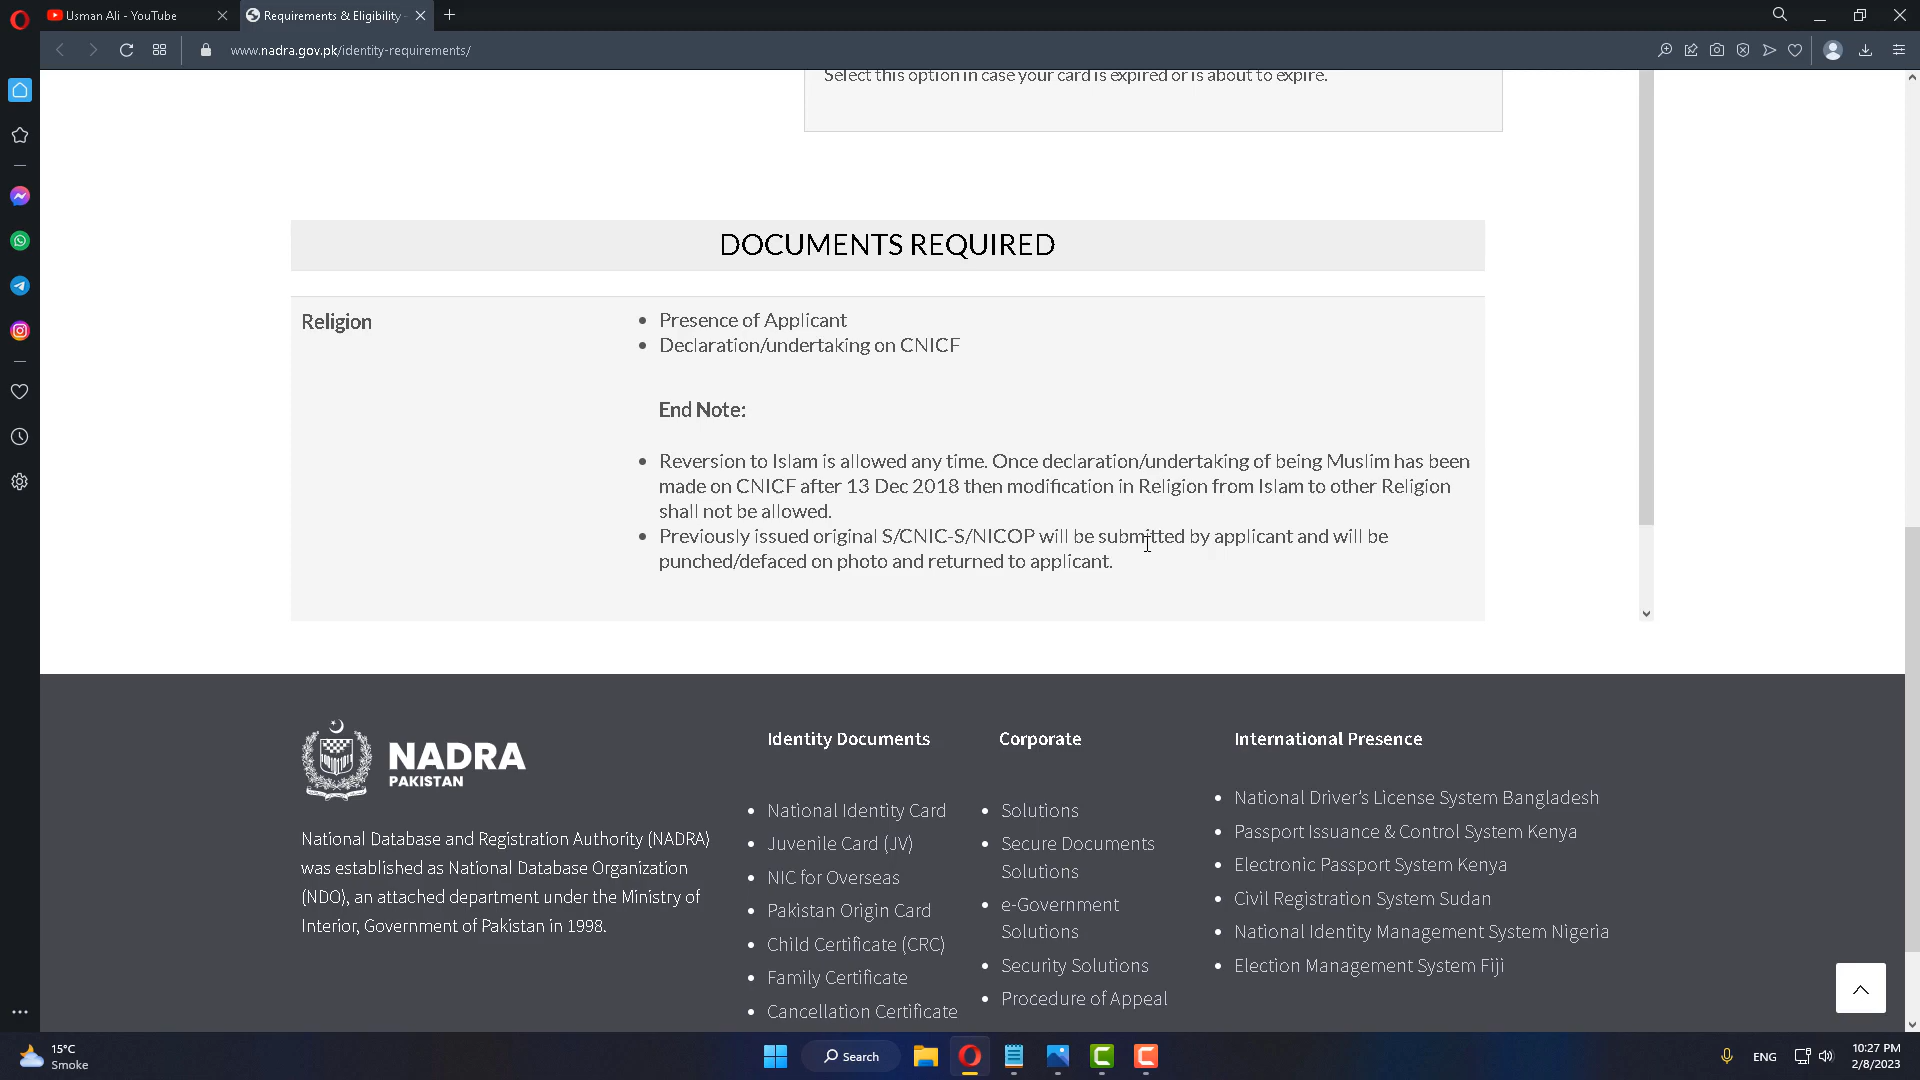 Usman Ali - YouTube
Requirements & Eligibility -
www.nadra.gov.pk/identity-requirements/
Select this option in case your card is expired or is about to expire.
DOCUMENTS REQUIRED
Religion
Presence of Applicant
Declaration/undertaking on CNICF
End Note:
Reversion to Islam is allowed any time. Once declaration/undertaking of being Muslim has been
made on CNICF after 13 Dec 2018 then modification in Religion from Islam to other Religion
shall not be allowed.
Previously issued original S/CNIC-S/NICOP will be submitted by applicant and will be
punched/defaced on photo and returned to applicant.
NADRA
PAKISTAN
National Database and Registration Authority (NADRA)
was established as National Database Organization
(NDO), an attached department under the Ministry of
Interior, Government of Pakistan in 1998.
Identity Documents
National Identity Card
Juvenile Card (JV)
NIC for Overseas
Pakistan Origin Card
Child Certificate (CRC)
Family Certificate
Cancellation Certificate
Corporate
Solutions
Secure Documents
Solutions
e-Government
Solutions
Security Solutions
Procedure of Appeal
International Presence
National Driver's License System Bangladesh
Passport Issuance & Control System Kenya
Electronic Passport System Kenya
Civil Registration System Sudan
National Identity Management System Nigeria
Election Management System Fiji
15°C
Smoke
Search
ENG
10:27 PM
2/8/2023